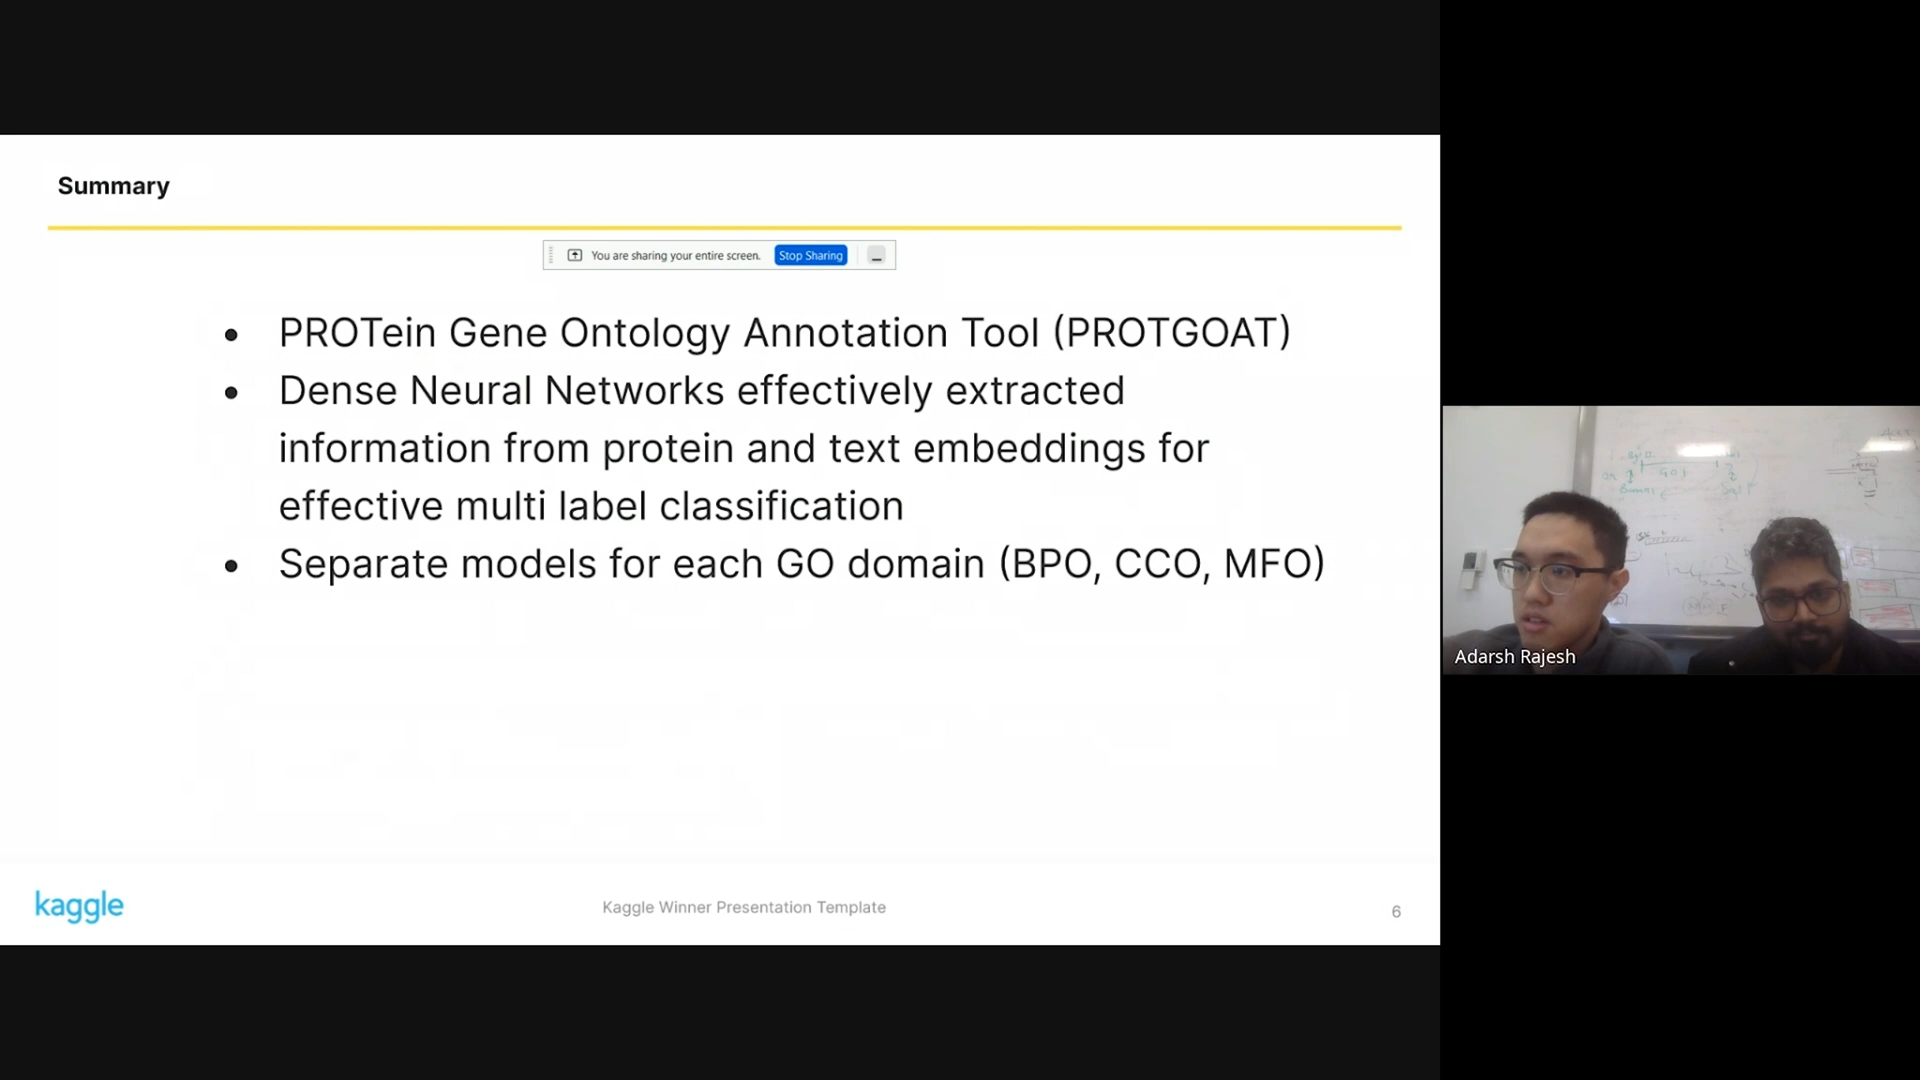 Summary
You are sharing your entire screen. Stop Sharing
• PROTein Gene Ontology Annotation Tool (PROTGOAT)
• Dense Neural Networks effectively extracted
information from protein and text embeddings for
effective multi label classification
• Separate models for each GO domain (BPO, CCO, MFO)
Adarsh Rajesh
kaggle
Kaggle Winner Presentation Template
6